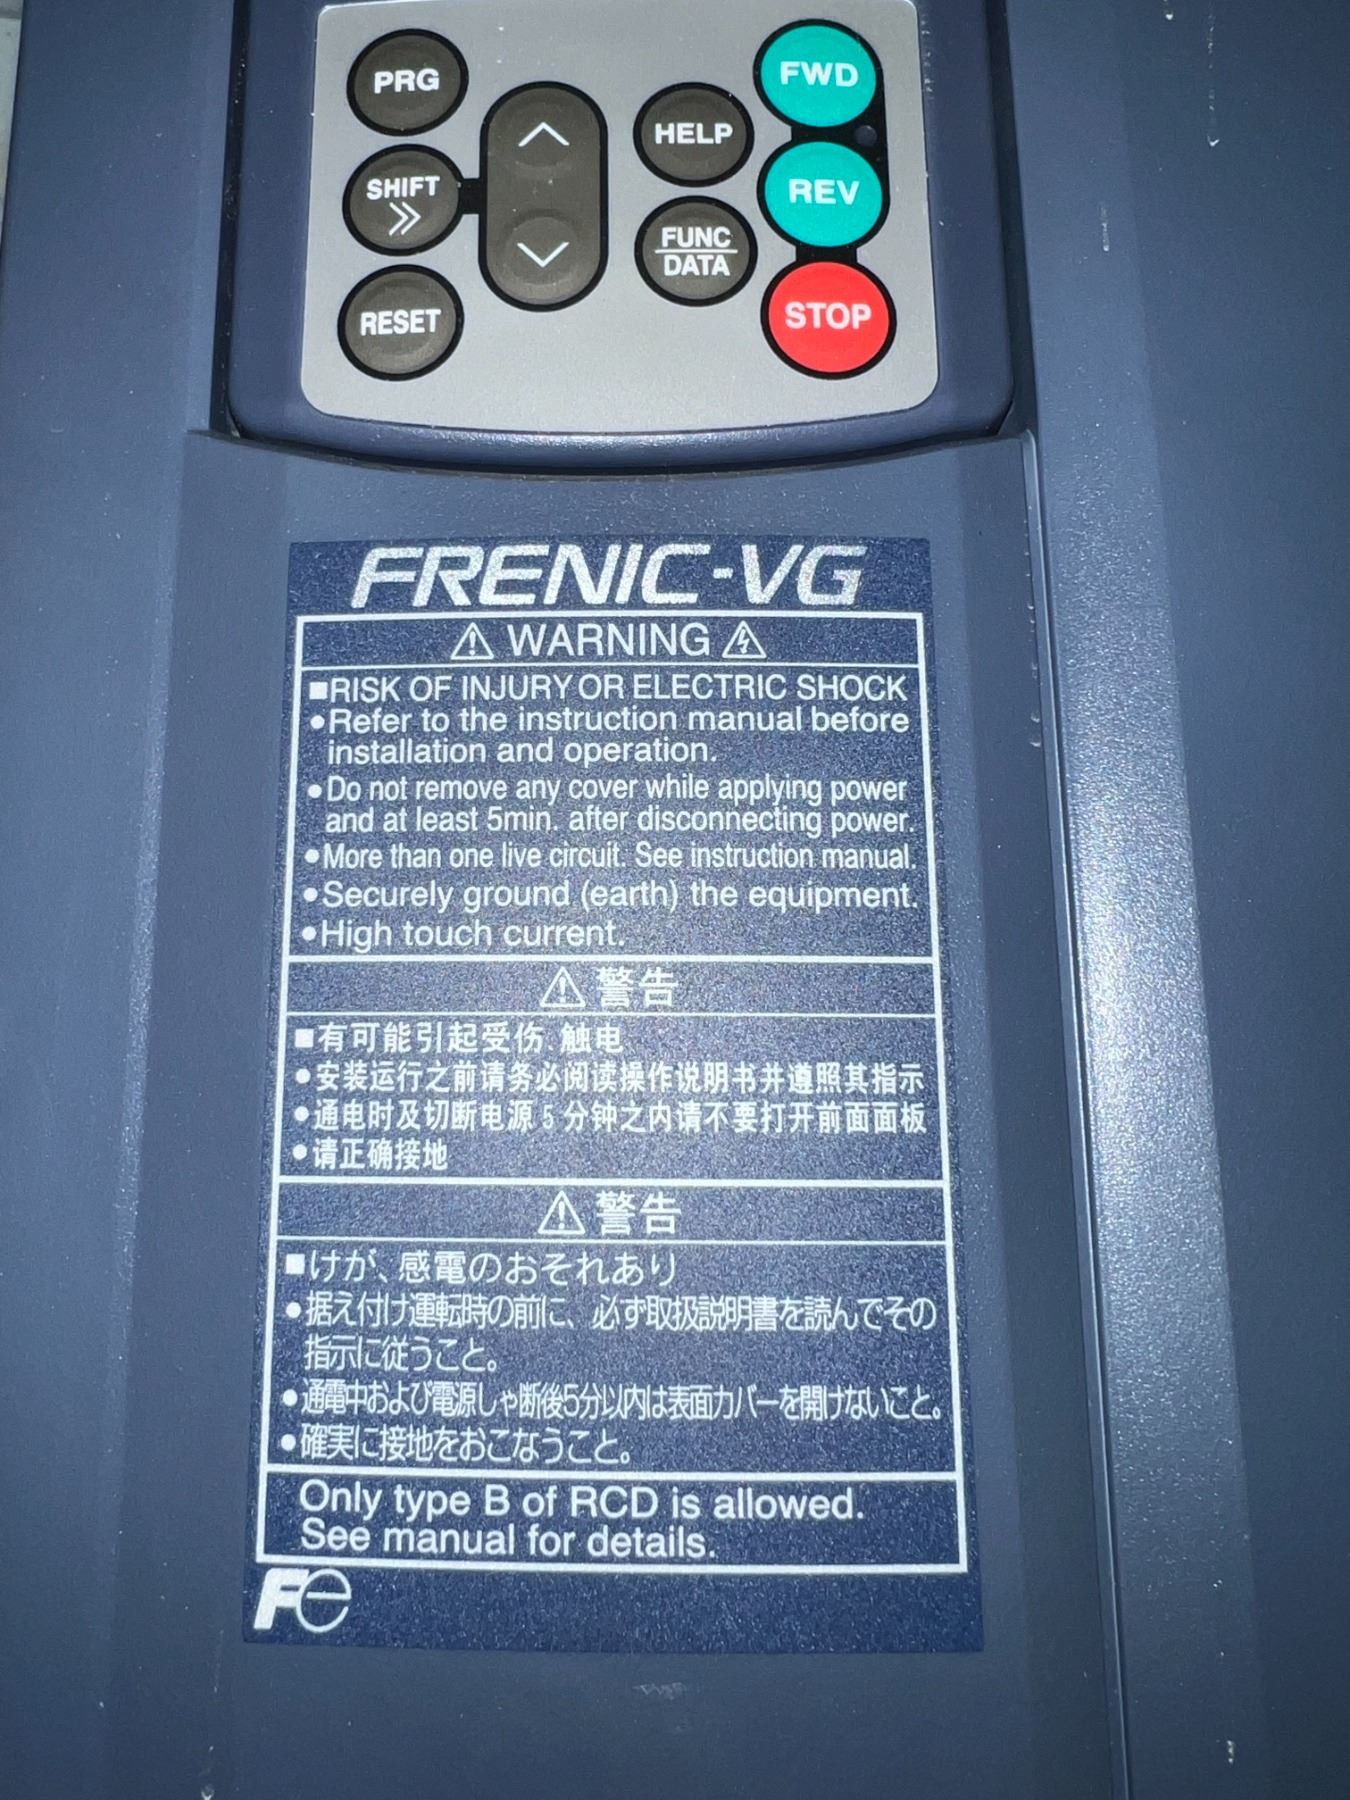 PRG
SHIFT
RESET
HELP
FUNC
DATA
FWD
REV
STOP
FRENIC-VG
WARNING
■RISK OF INJURY OR ELECTRIC SHOCK
●Refer to the instruction manual before
installation and operation.
●Do not remove any cover while applying power
and at least 5min. after disconnecting power.
●More than one live circuit. See instruction manual.
●Securely ground (earth) the equipment.
●High touch current.
警告
■有可能引起受伤、触电
●安装运行之前请务必阅读操作说明书并遵照其指示
●通电时及切断电源5分钟之内请不要打开前面面板
●请正确接地
警告
■けが、感電のおそれあり
●据え付け運転時の前に、必ず取扱説明書を読んでその
指示に従うこと。
●通電中および電源しゃ断後5分以内は表面カバーを開けないこと。
●確実に接地をおこなうこと。
Only type B of RCD is allowed.
See manual for details.
Fe